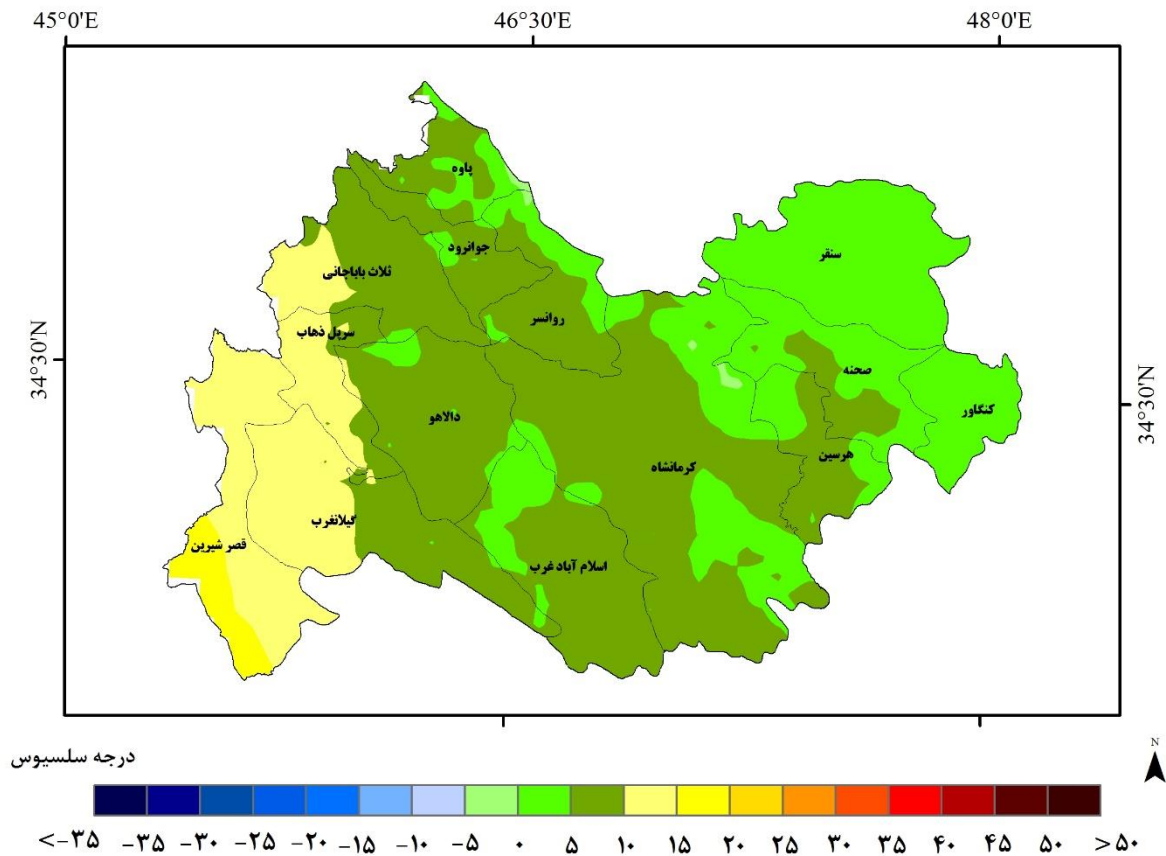 45°0'E 46°30'E 48°0'E
پاوه
جوانرود
سنقر
ثلاث باباجانی
روانسر
سرپل ذهاب
34°30'N
صحنه
34°30'N
کنگاور
دالاهو
هرسین
کرمانشاه
گیلانغرب
قصر شیرین
اسلام آباد غرب
درجه سلسیوس
N
<-۳۵ -۳۵ -۳۰ -۲۵ -۲۰ -۱۵ -۱۰ -۵ ۰ ۵ ۱۰ ۱۵ ۲۰ ۲۵ ۳۰ ۳۵ ۴۰ ۴۵ ۵۰ >۵۰